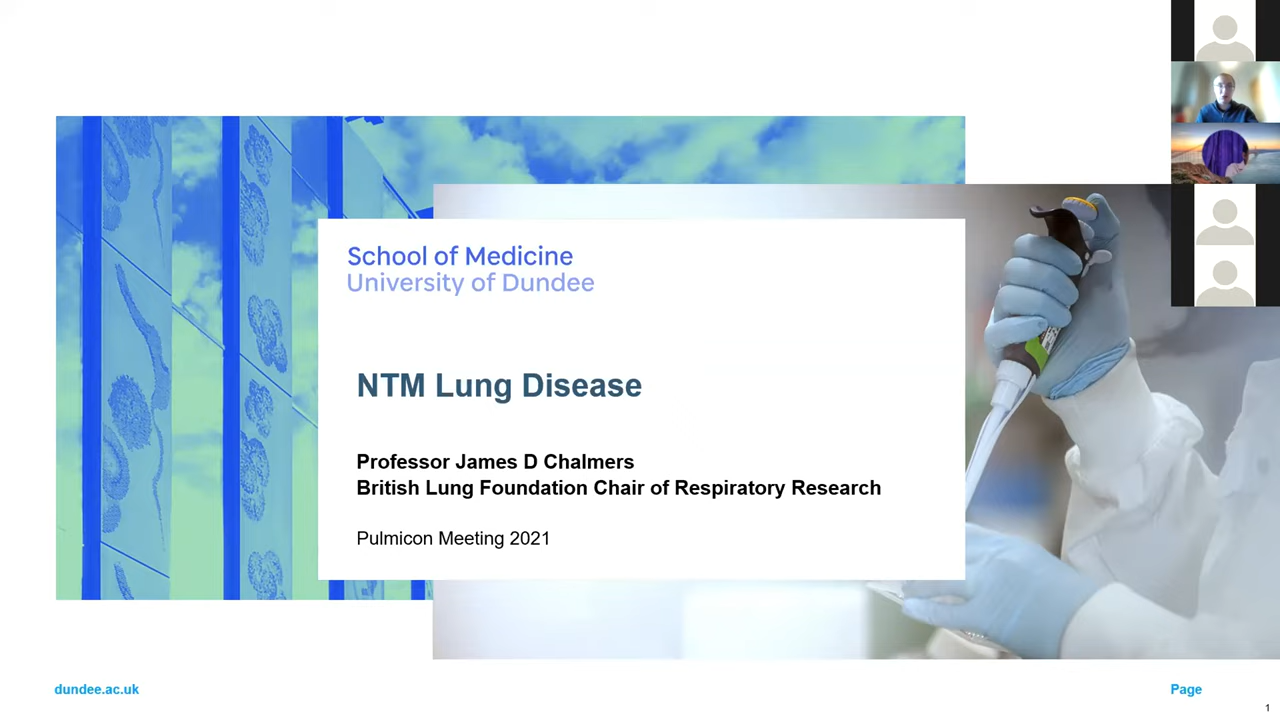 School of Medicine
University of Dundee
NTM Lung Disease
Professor James D Chalmers
British Lung Foundation Chair of Respiratory Research
Pulmicon Meeting 2021
dundee.ac.uk
Page
1